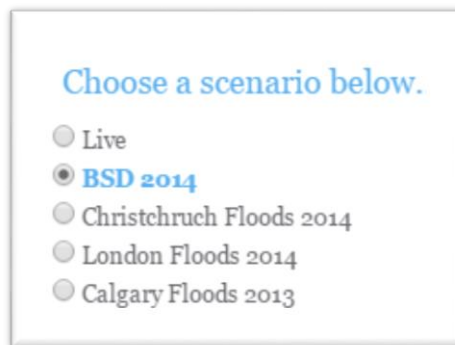 Choose a scenario below.
Live
BSD 2014
Christchruch Floods 2014
London Floods 2014
Calgary Floods 2013